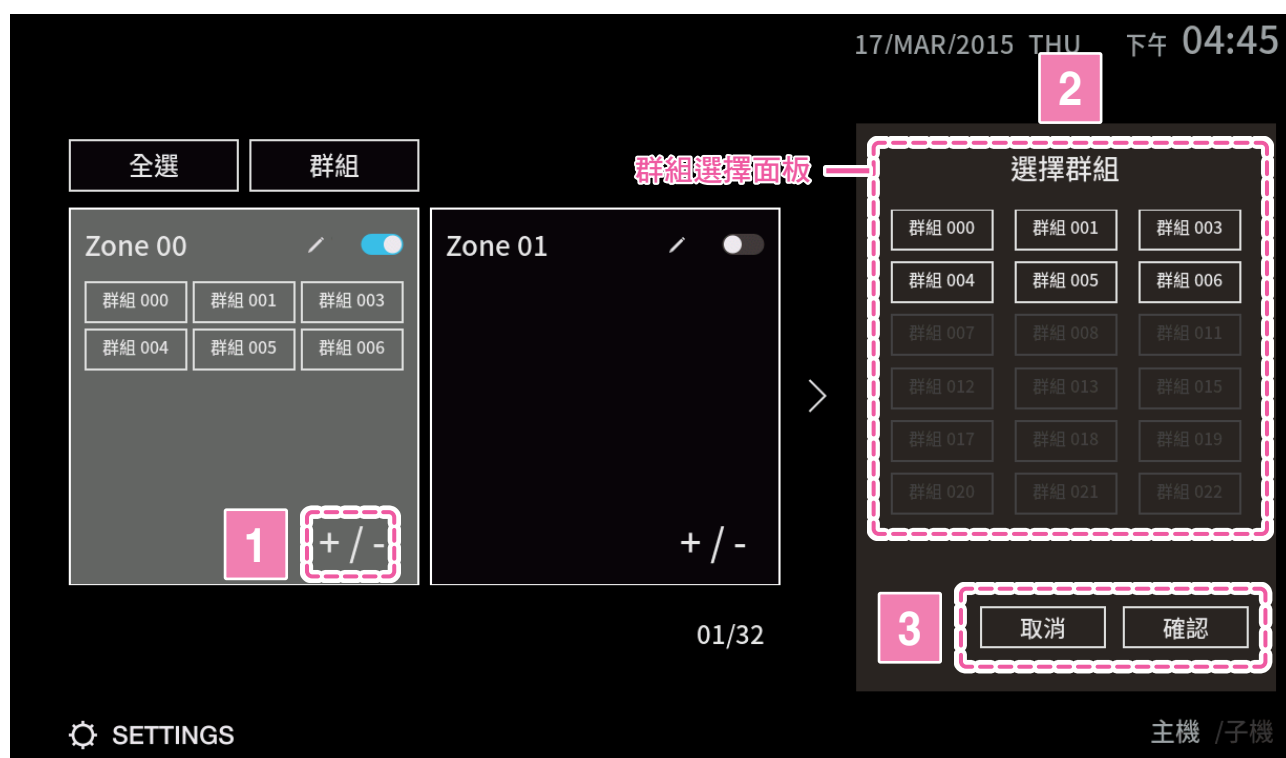 17/MAR/2015 THU 下午 04:45
2
全選 群組
群組選擇面板
選擇群組
Zone 00
群組 000 群組 001 群組 003
群組 004 群組 005 群組 006
1
+ / -
Zone 01
+ / -
群組 000 群組 001 群組 003
群組 004 群組 005 群組 006
群組 007 群組 008 群組 011
群組 012 群組 013 群組 015
群組 017 群組 018 群組 019
群組 020 群組 021 群組 022
01/32
3
取消 確認
SETTINGS
主機 /子機